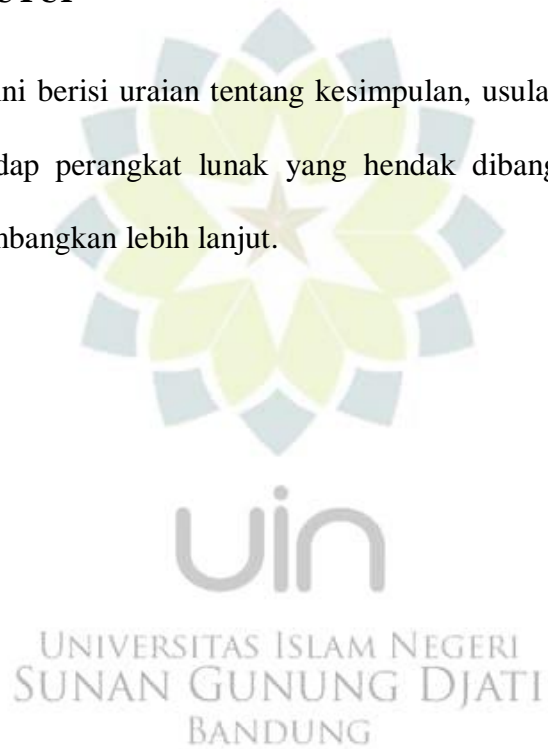 ini berisi uraian tentang kesimpulan, usula
dap perangkat lunak yang hendak dibang
mbangkan lebih lanjut.
uin
UNIVERSITAS ISLAM NEGERI
SUNAN GUNUNG DJATI
BANDUNG